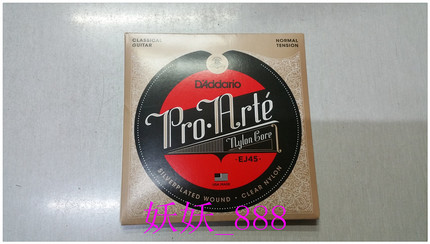 CLASSICAL
GUITAR
NORMAL
TENSION
D'Addario
Pro·Arté
Nylon Core
-EJ45-
SILVERPLATED WOUND · CLEAR NYLON
妖妖_888